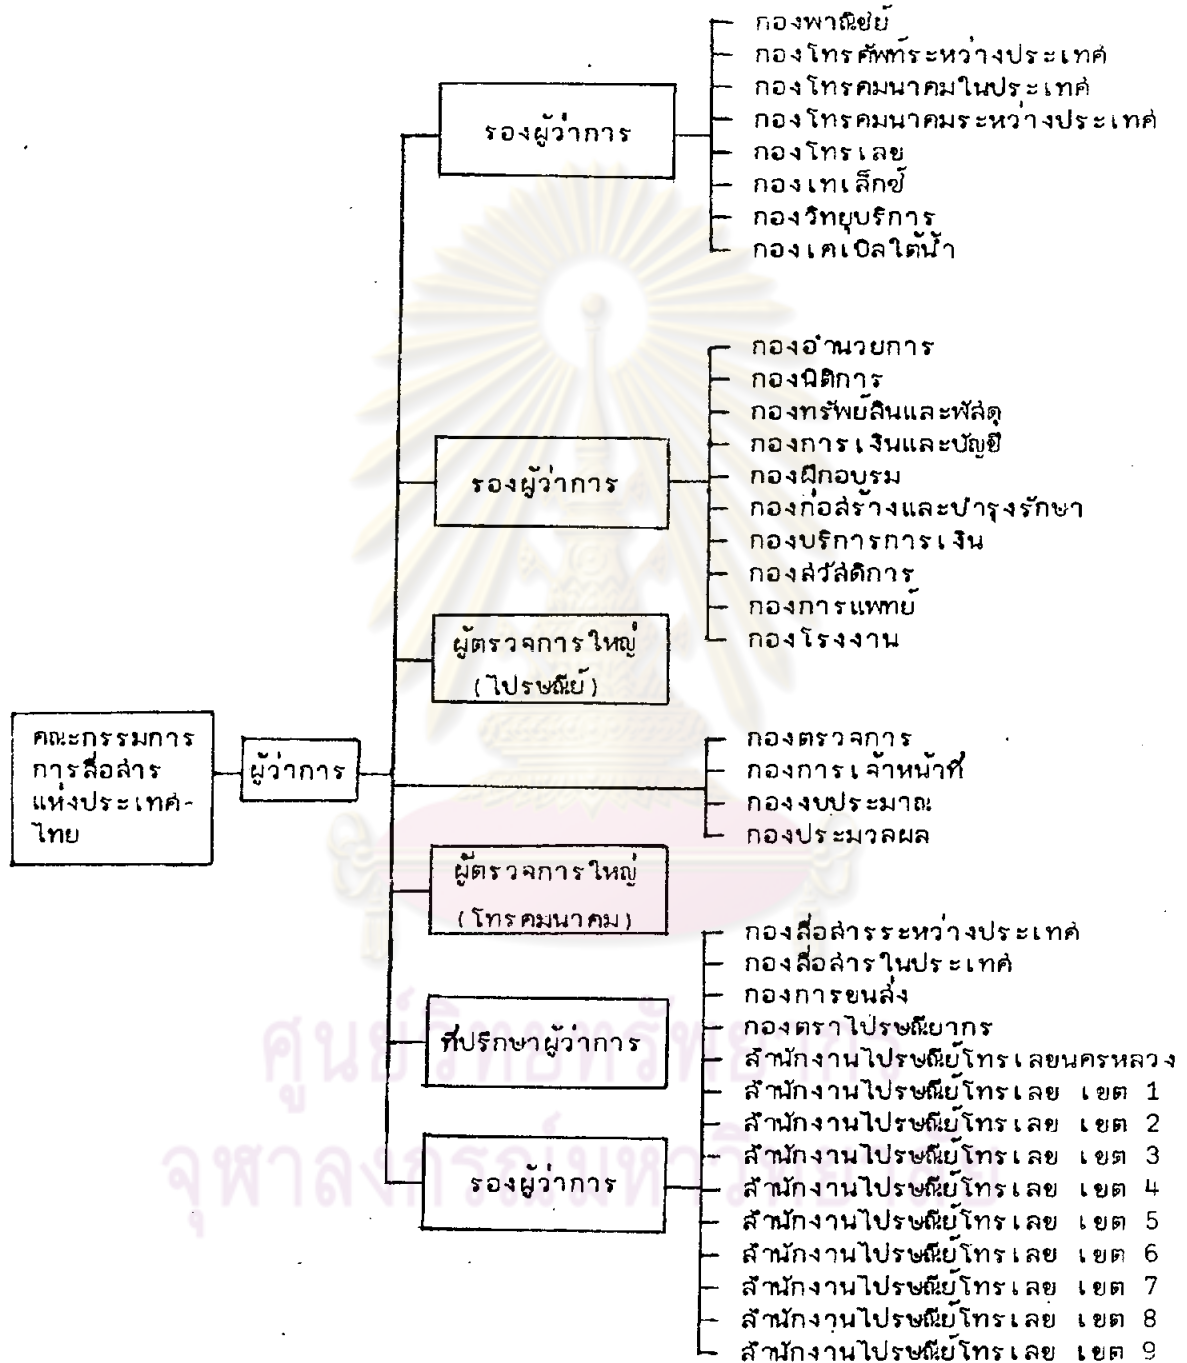 กองพาณิชย์
กองโทรศัพท์ระหว่างประเทศ
กองโทรคมนาคมในประเทศ
กองโทรคมนาคมระหว่างประเทศ
กองโทรเลข
กองเทเล็กซ์
กองวิทยุบริการ
กองเคเบิลใต้น้ำ
รองผู้ว่าการ
กองอำนวยการ
กองนิติการ
กองทรัพย์สินและพัสดุ
กองการเงินและบัญชี
กองฝึกอบรม
กองก่อสร้างและบำรุงรักษา
กองบริการการเงิน
กองสวัสดิการ
กองการแพทย์
กองโรงงาน
รองผู้ว่าการ
ผู้ตรวจการใหญ่
(ไปรษณีย์)
คณะกรรมการ
การสื่อสาร
แห่งประเทศ-
ไทย
ผู้ว่าการ
กองตรวจการ
กองการเจ้าหน้าที่
กองงบประมาณ
กองประมวลผล
ผู้ตรวจการใหญ่
(โทรคมนาคม)
ที่ปรึกษาผู้ว่าการ
รองผู้ว่าการ
กองสื่อสารระหว่างประเทศ
กองสื่อสารในประเทศ
กองการขนส่ง
กองตราไปรษณียากร
สำนักงานไปรษณีย์โทรเลขนครหลวง
สำนักงานไปรษณีย์โทรเลข เขต 1
สำนักงานไปรษณีย์โทรเลข เขต 2
สำนักงานไปรษณีย์โทรเลข เขต 3
สำนักงานไปรษณีย์โทรเลข เขต 4
สำนักงานไปรษณีย์โทรเลข เขต 5
สำนักงานไปรษณีย์โทรเลข เขต 6
สำนักงานไปรษณีย์โทรเลข เขต 7
สำนักงานไปรษณีย์โทรเลข เขต 8
สำนักงานไปรษณีย์โทรเลข เขต 9
ศูนย์วิทยทรัพยากร
จุฬาลงกรณ์มหาวิทยาลัย